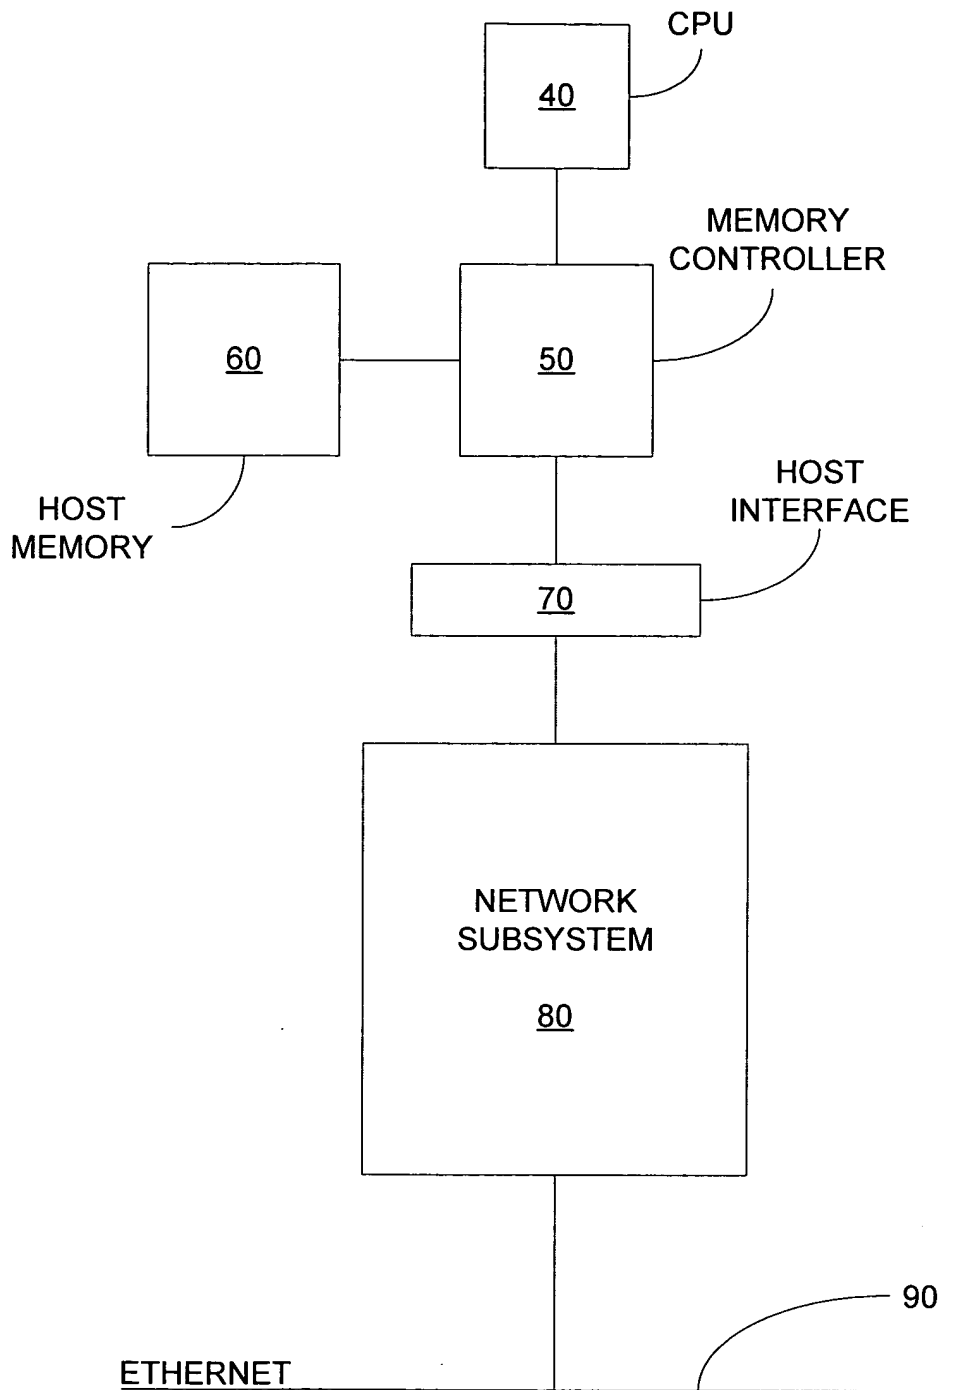 CPU
40
MEMORY
CONTROLLER
60
50
HOST
MEMORY
HOST
INTERFACE
70
NETWORK
SUBSYSTEM
80
90
ETHERNET